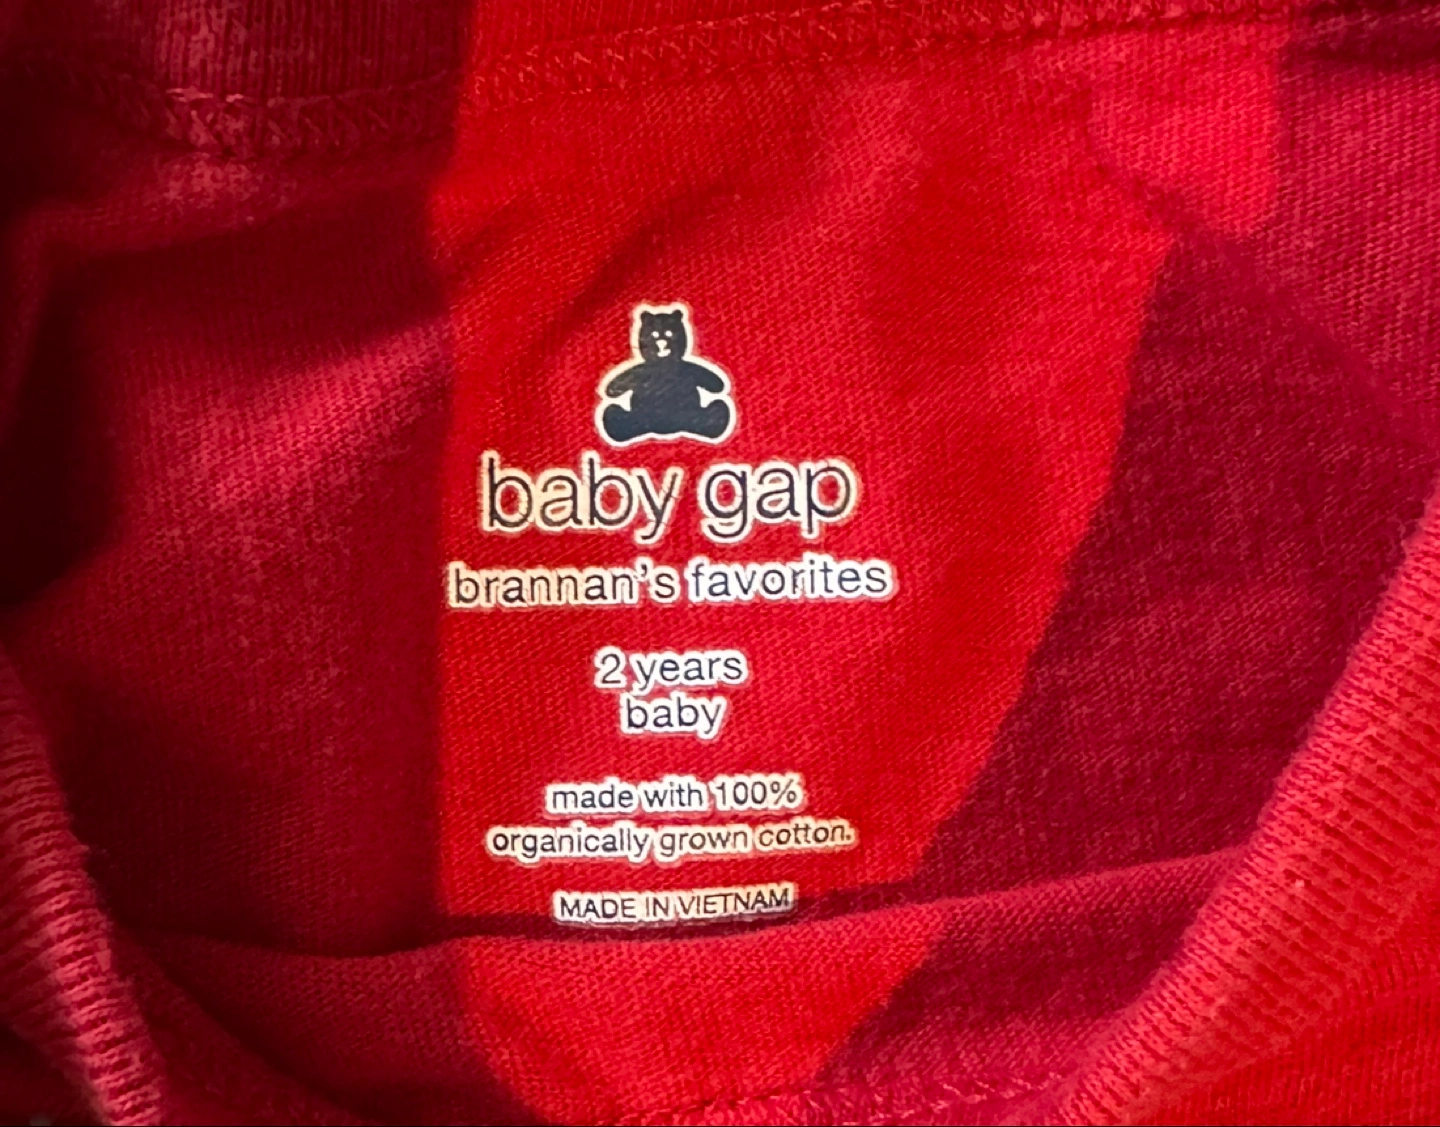 baby gap
brannan's favorites
2 years
baby
made with 100%
organically grown cotton.
MADE IN VIETNAM